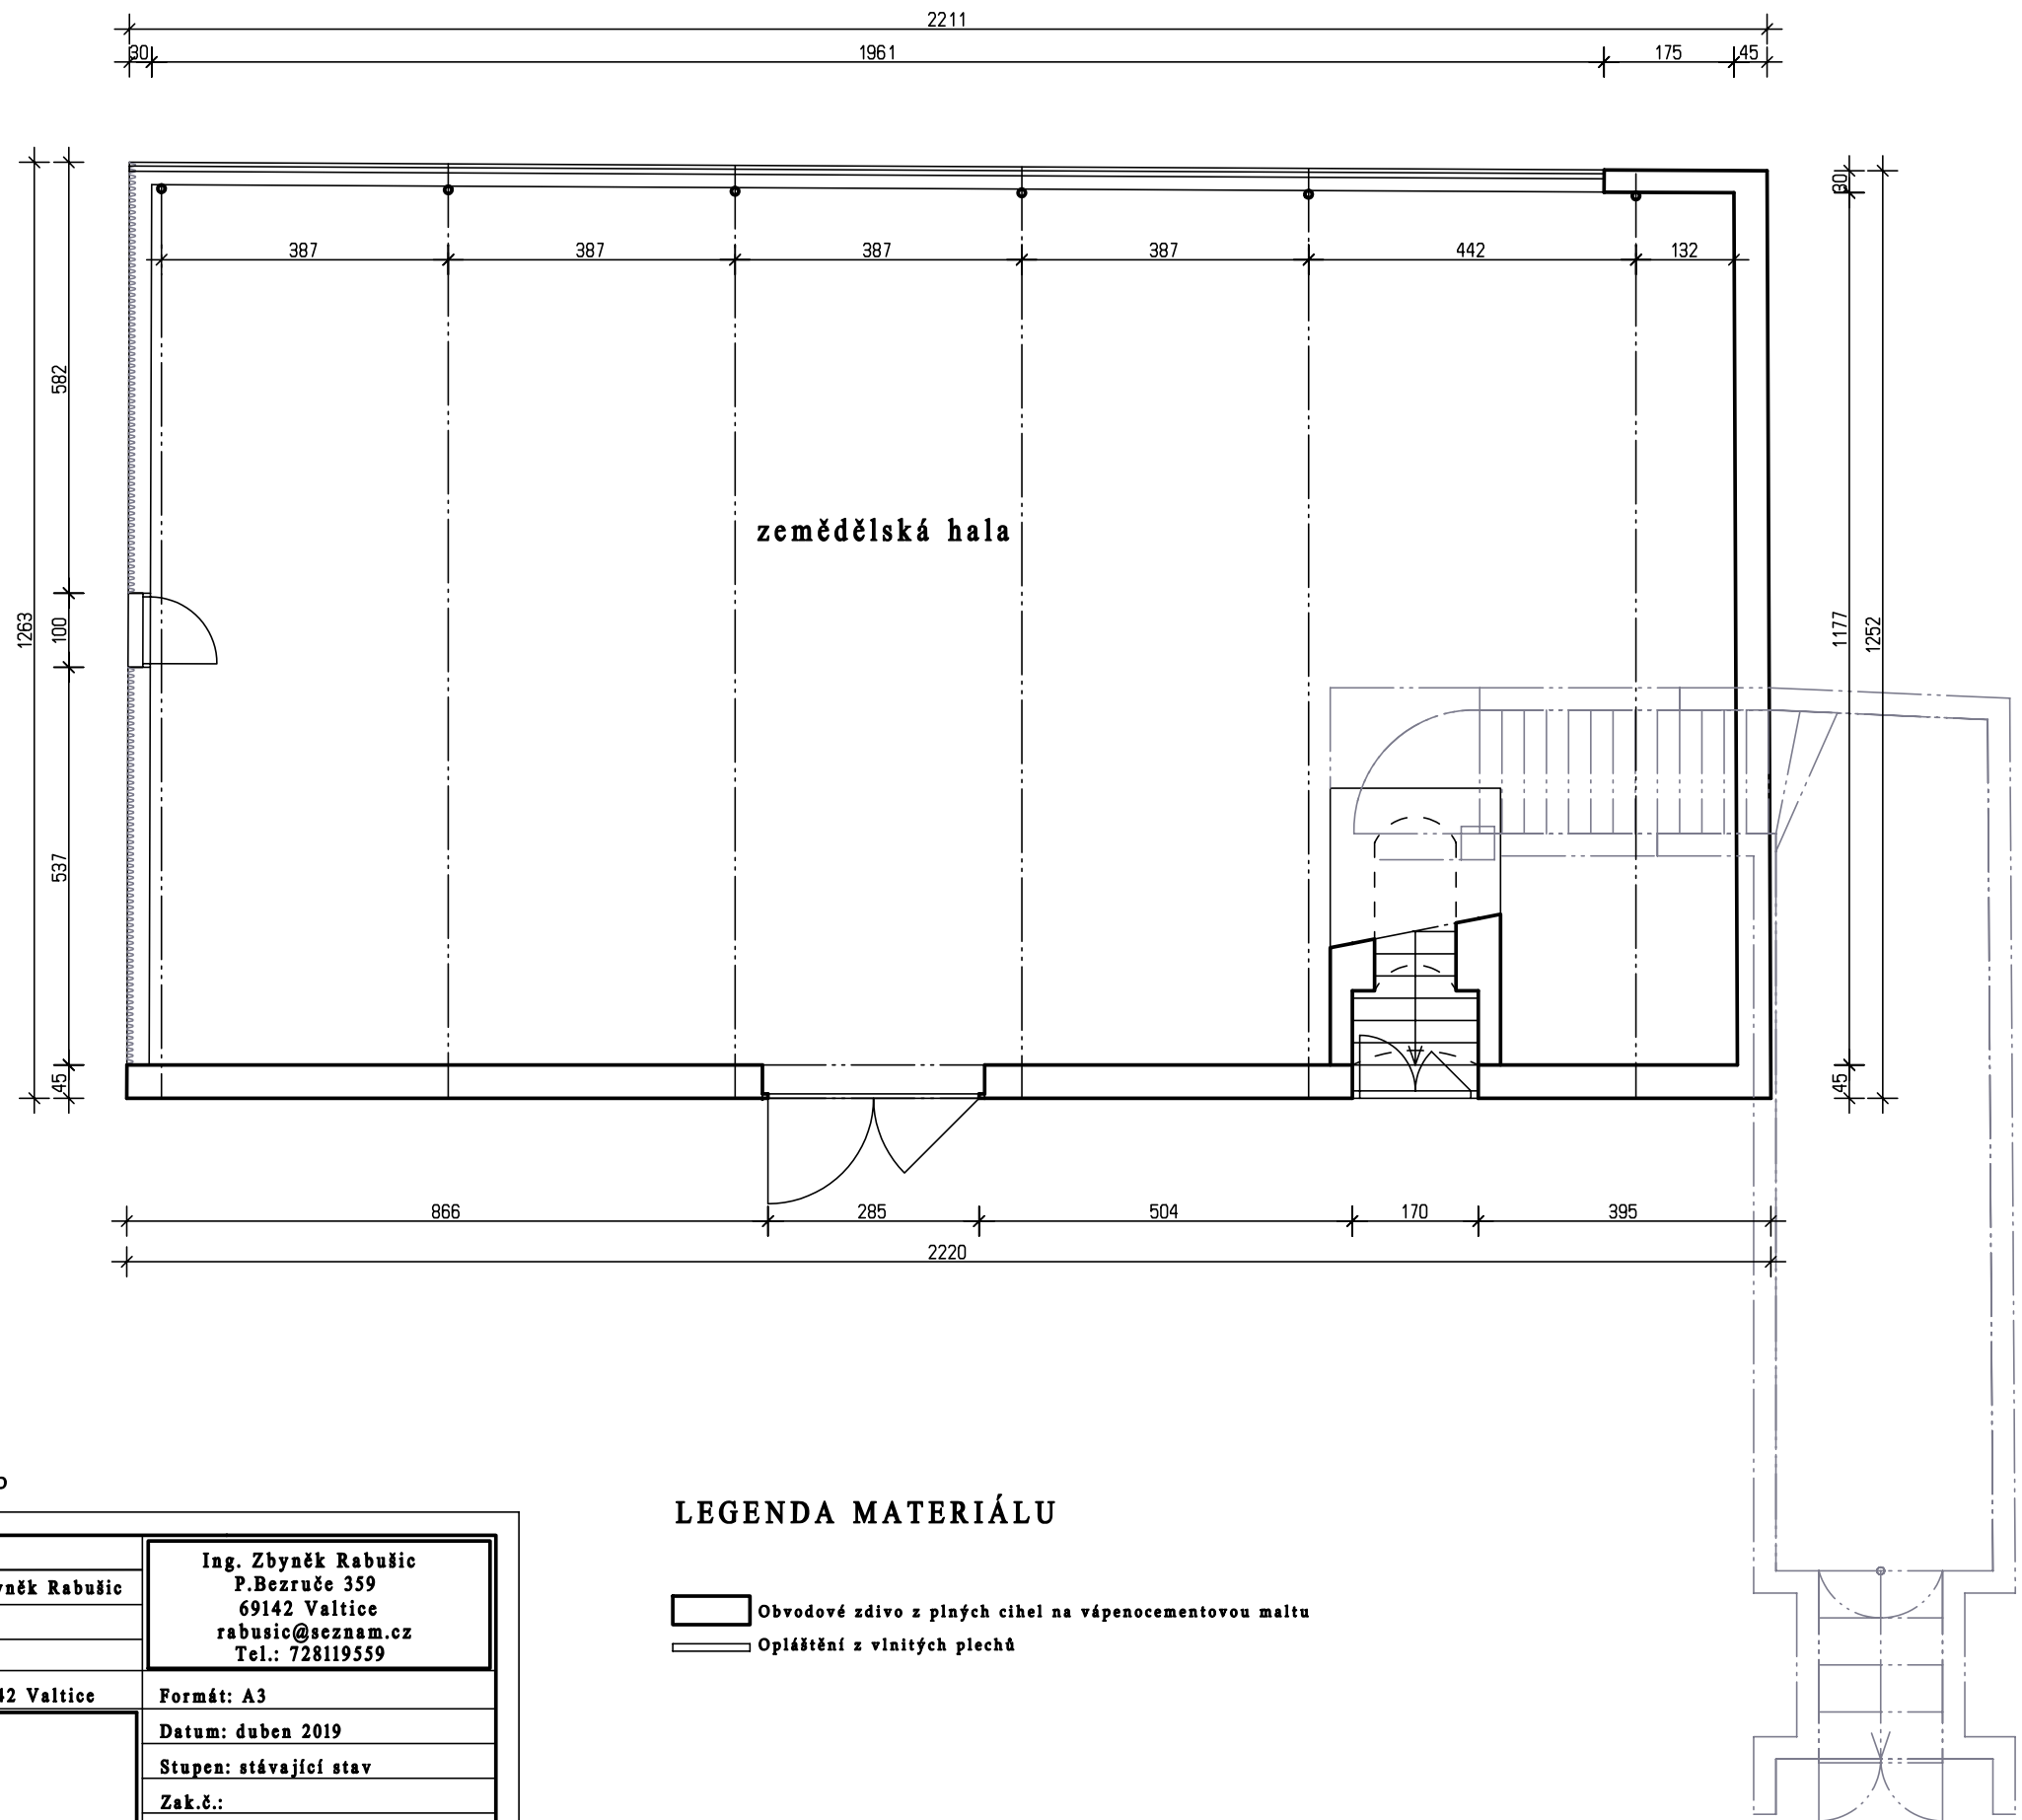 2211
30 1961 175 45
30
387 387 387 387 442 132
582
zemědělská hala
1263
100
1177
1252
537
45
45
866 285 504 170 395
2220
LEGENDA MATERIÁLU
Ing. Zbyněk Rabušic
P.Bezruče 359
69142 Valtice
rabusic@seznam.cz
Tel.: 728119559
Rabušic
Obvodové zdivo z plných cihel na vápenocementovou maltu
Opláštění z vlnitých plechů
42 Valtice
Formát: A3
Datum: duben 2019
Stupen: stávající stav
Zak.č.: